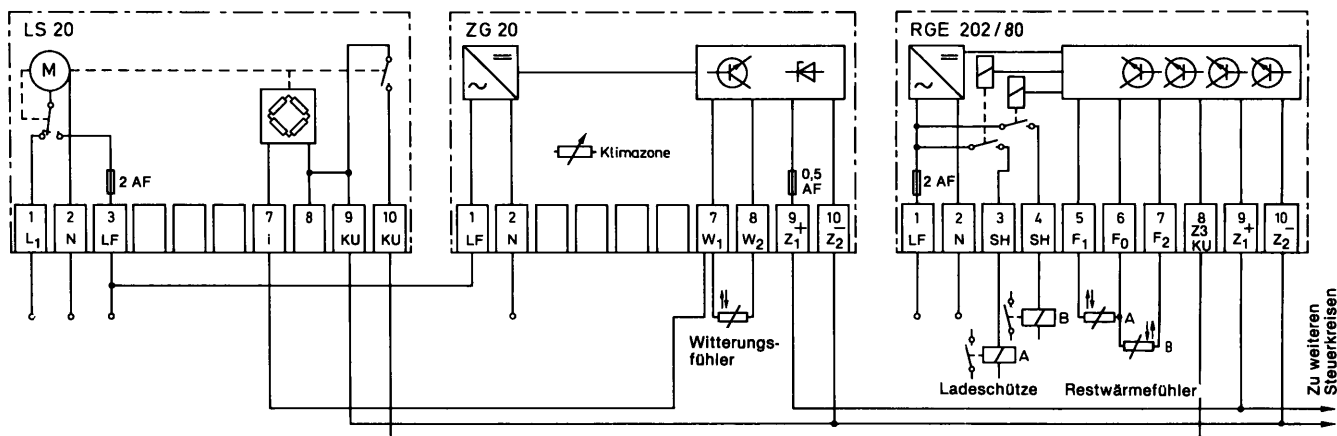 LS 20
M
2 AF
1
L1
2
N
3
LF
7
i
8
9
KU
10
KU
ZG 20
Klimazone
0,5
AF
1
LF
2
N
7
W1
8
W2
9
Z1+
10
Z2-
Witterungs-
fühler
RGE 202/80
2 AF
1
LF
2
N
3
SH
4
SH
5
F1
6
F0
7
F2
8
Z3
KU
9
Z1+
10
Z2-
B
A
A
B
Ladeschütze
Restwärmefühler
Zu weiteren
Steuerkreisen